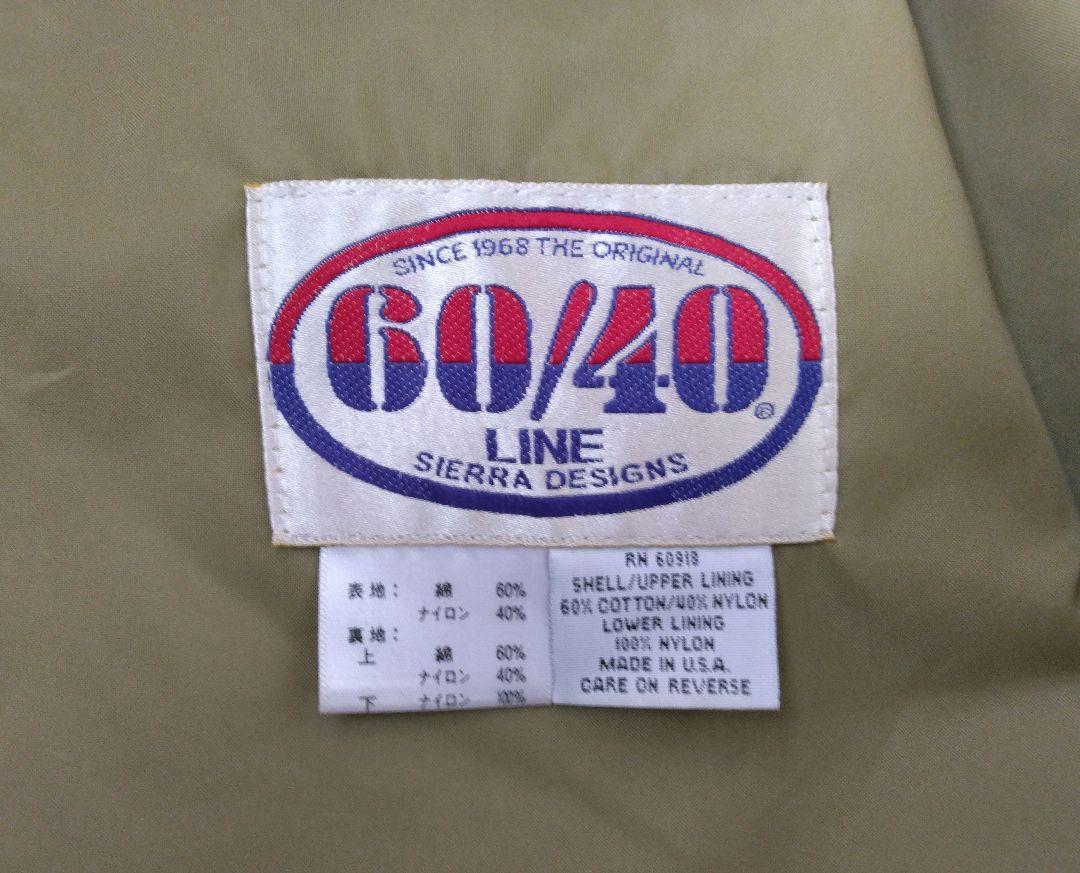 SINCE 1968 THE ORIGINAL
60/40®
LINE
SIERRA DESIGNS
表地： 綿 60%
ナイロン 40%
裏地：
上 綿 60%
ナイロン 40%
下 ナイロン 100%
RN 60918
SHELL/UPPER LINING
60% COTTON/40% NYLON
LOWER LINING
100% NYLON
MADE IN U.S.A.
CARE ON REVERSE